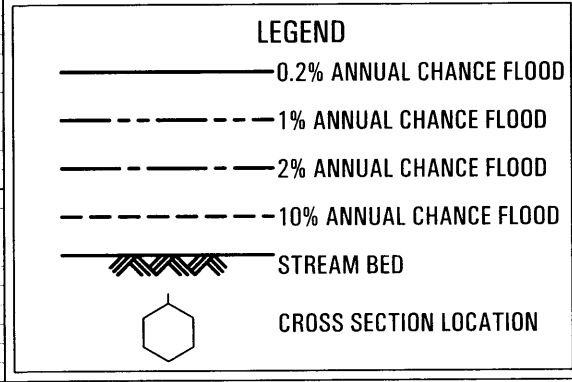 LEGEND
0.2% ANNUAL CHANCE FLOOD
1% ANNUAL CHANCE FLOOD
2% ANNUAL CHANCE FLOOD
10% ANNUAL CHANCE FLOOD
STREAM BED
CROSS SECTION LOCATION